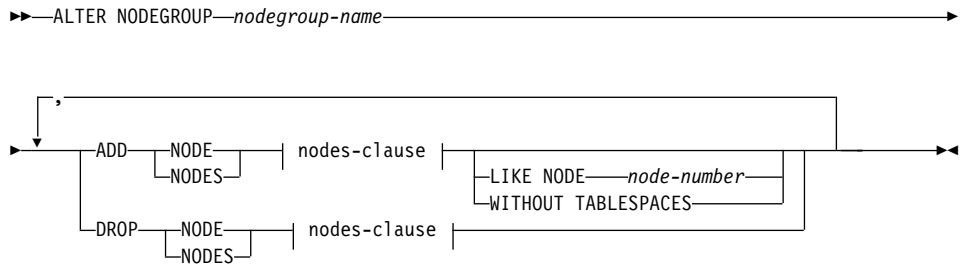 ALTER NODEGROUP nodegroup-name
,
ADD NODE nodes-clause
NODES LIKE NODE node-number
WITHOUT TABLESPACES
DROP NODE nodes-clause
NODES